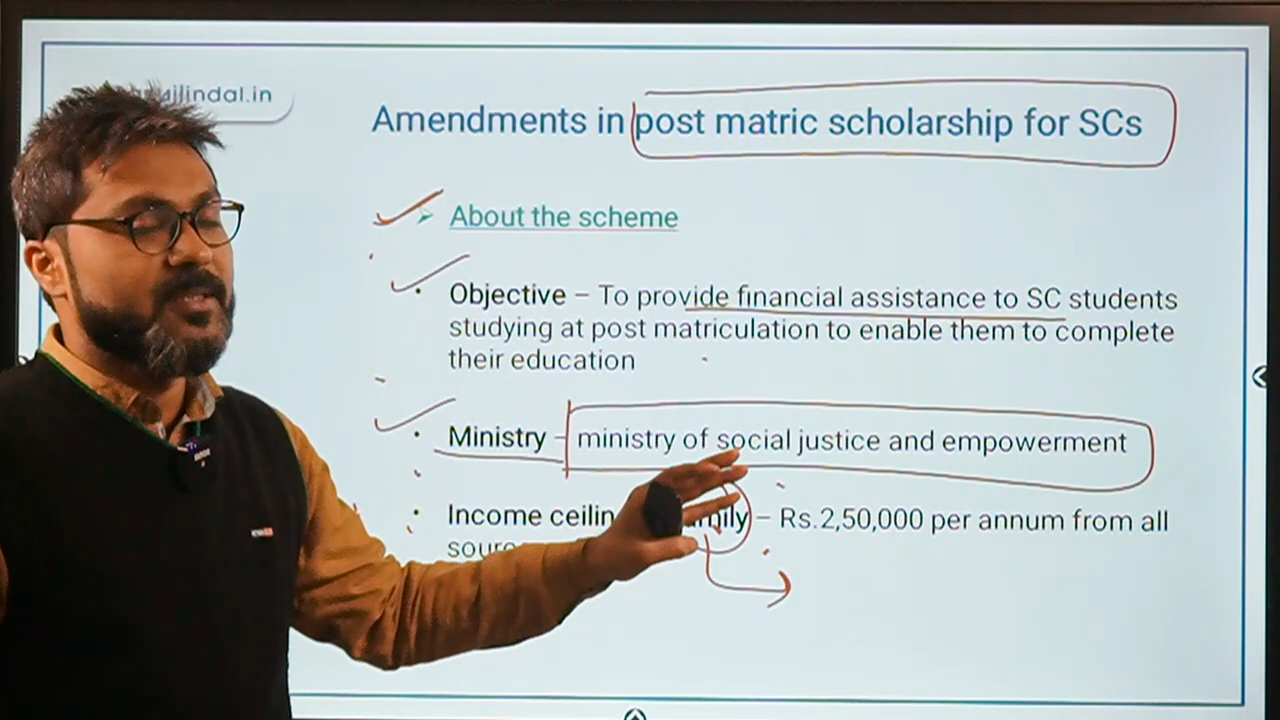 jlindal.in
Amendments in post matric scholarship for SCs
About the scheme
Objective – To provide financial assistance to SC students
studying at post matriculation to enable them to complete
their education
Ministry – ministry of social justice and empowerment
Income – Rs.2,50,000 per annum from all